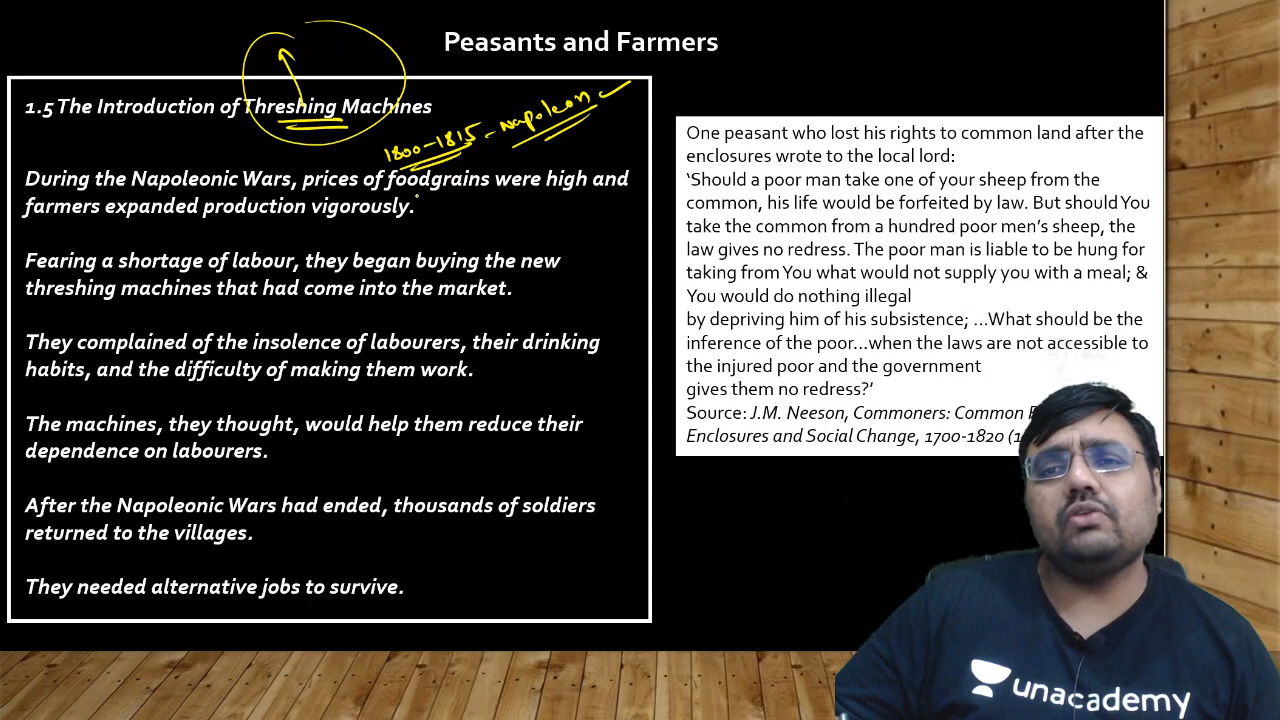 Peasants and Farmers
1.5 The Introduction of Threshing Machines
1800-1815 - Napoleon
During the Napoleonic Wars, prices of foodgrains were high and
farmers expanded production vigorously.
Fearing a shortage of labour, they began buying the new
threshing machines that had come into the market.
They complained of the insolence of labourers, their drinking
habits, and the difficulty of making them work.
The machines, they thought, would help them reduce their
dependence on labourers.
After the Napoleonic Wars had ended, thousands of soldiers
returned to the villages.
They needed alternative jobs to survive.
One peasant who lost his rights to common land after the
enclosures wrote to the local lord:
‘Should a poor man take one of your sheep from the
common, his life would be forfeited by law. But should You
take the common from a hundred poor men’s sheep, the
law gives no redress. The poor man is liable to be hung for
taking from You what would not supply you with a meal; &
You would do nothing illegal
by depriving him of his subsistence; …What should be the
inference of the poor…when the laws are not accessible to
the injured poor and the government
gives them no redress?’
Source: J.M. Neeson, Commoners: Common
Enclosures and Social Change, 1700-1820
unacademy